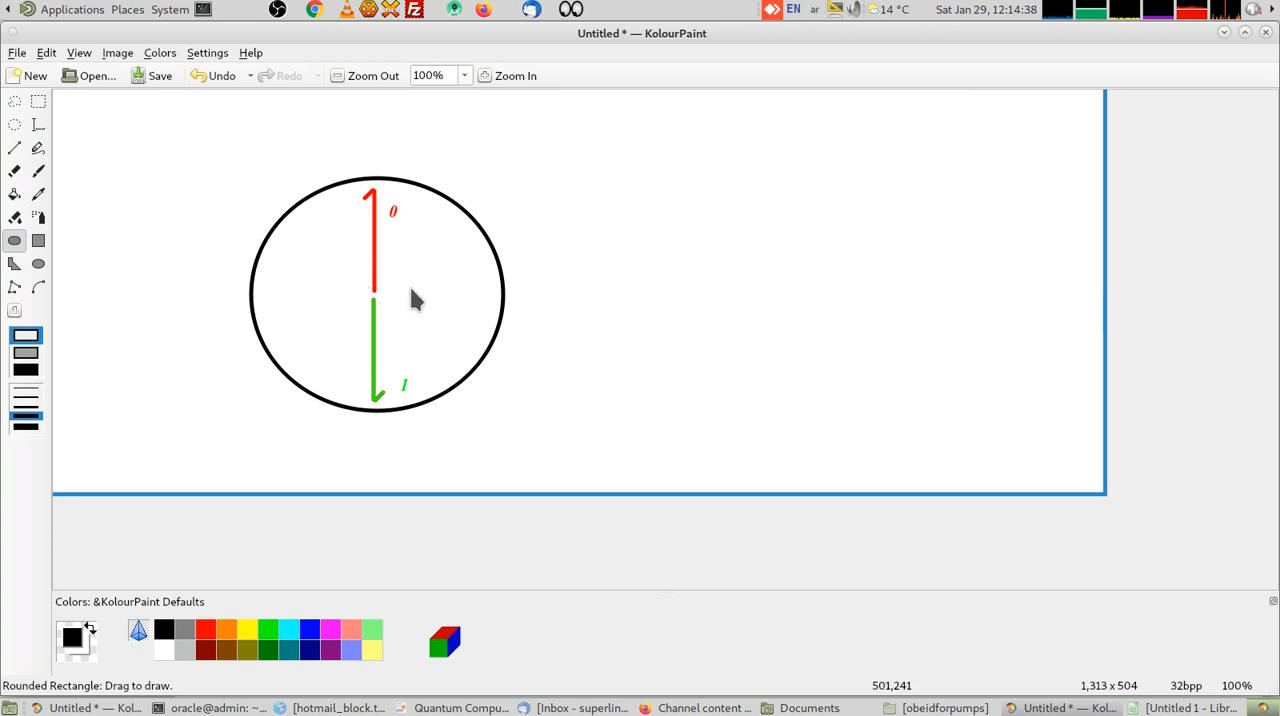 Applications Places System EN ar 14 °C Sat Jan 29, 12:14:38
Untitled * — KolourPaint
File Edit View Image Colors Settings Help
New Open... Save Undo Redo Zoom Out 100% Zoom In
0
1
Colors: &KolourPaint Defaults
Rounded Rectangle: Drag to draw. 501,241 1,313 x 504 32bpp 100%
Untitled * — Kol... oracle@admin: ~... [hotmail_block.t... Quantum Compu... [Inbox - superlin... Channel content ... Documents [obeidforpumps] Untitled * — Kol... [Untitled 1 - Libr...